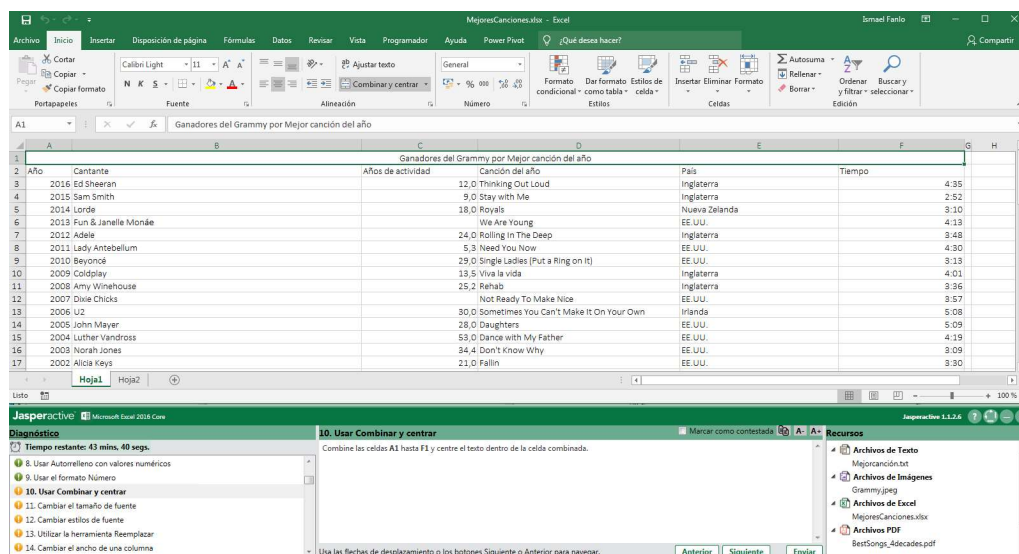 MejoresCanciones.xlsx - Excel
Ismael Fanlo
Archivo Inicio Insertar Disposición de página Fórmulas Datos Revisar Vista Programador Ayuda Power Pivot ¿Qué desea hacer? Compartir
Pegar
Cortar
Copiar
Copiar formato
Portapapeles
Calibri Light 11 A A
N K S A
Fuente
Ajustar texto
Combinar y centrar
Alineación
General
% 000
Número
Formato condicional
Dar formato como tabla
Estilos de celda
Estilos
Insertar Eliminar Formato
Celdas
Autosuma
Rellenar
Borrar
Ordenar y filtrar
Buscar y seleccionar
Edición
A1 fx Ganadores del Grammy por Mejor canción del año
A B C D E F G H
1 Ganadores del Grammy por Mejor canción del año
2 Año Cantante Años de actividad Canción del año País Tiempo
3 2016 Ed Sheeran 12,0 Thinking Out Loud Inglaterra 4:35
4 2015 Sam Smith 9,0 Stay with Me Inglaterra 2:52
5 2014 Lorde 18,0 Royals Nueva Zelanda 3:10
6 2013 Fun & Janelle Monáe We Are Young EE.UU. 4:13
7 2012 Adele 24,0 Rolling In The Deep Inglaterra 3:48
8 2011 Lady Antebellum 5,3 Need You Now EE.UU. 4:30
9 2010 Beyoncé 29,0 Single Ladies (Put a Ring on It) EE.UU. 3:13
10 2009 Coldplay 13,5 Viva la vida Inglaterra 4:01
11 2008 Amy Winehouse 25,2 Rehab Inglaterra 3:36
12 2007 Dixie Chicks Not Ready To Make Nice EE.UU. 3:57
13 2006 U2 30,0 Sometimes You Can't Make It On Your Own Irlanda 5:08
14 2005 John Mayer 28,0 Daughters EE.UU. 5:09
15 2004 Luther Vandross 53,0 Dance with My Father EE.UU. 4:19
16 2003 Norah Jones 34,4 Don't Know Why EE.UU. 3:09
17 2002 Alicia Keys 21,0 Fallin EE.UU. 3:30
Hoja1 Hoja2
Listo 100 %
Jasperactive Microsoft Excel 2016 Core Jasperactive 1.1.2.6
Diagnóstico
Tiempo restante: 43 mins, 40 segs.
8. Usar Autorrelleno con valores numéricos
9. Usar el formato Número
10. Usar Combinar y centrar
11. Cambiar el tamaño de fuente
12. Cambiar estilos de fuente
13. Utilizar la herramienta Reemplazar
14. Cambiar el ancho de una columna
10. Usar Combinar y centrar
Marcar como contestada A- A+
Combine las celdas A1 hasta F1 y centre el texto dentro de la celda combinada.
Usa las flechas de desplazamiento o los botones Siguiente o Anterior para navegar.
Anterior Siguiente Enviar
Recursos
Archivos de Texto
Mejorcanción.txt
Archivos de Imágenes
Grammy.jpeg
Archivos de Excel
MejoresCanciones.xlsx
Archivos PDF
BestSongs_4decades.pdf